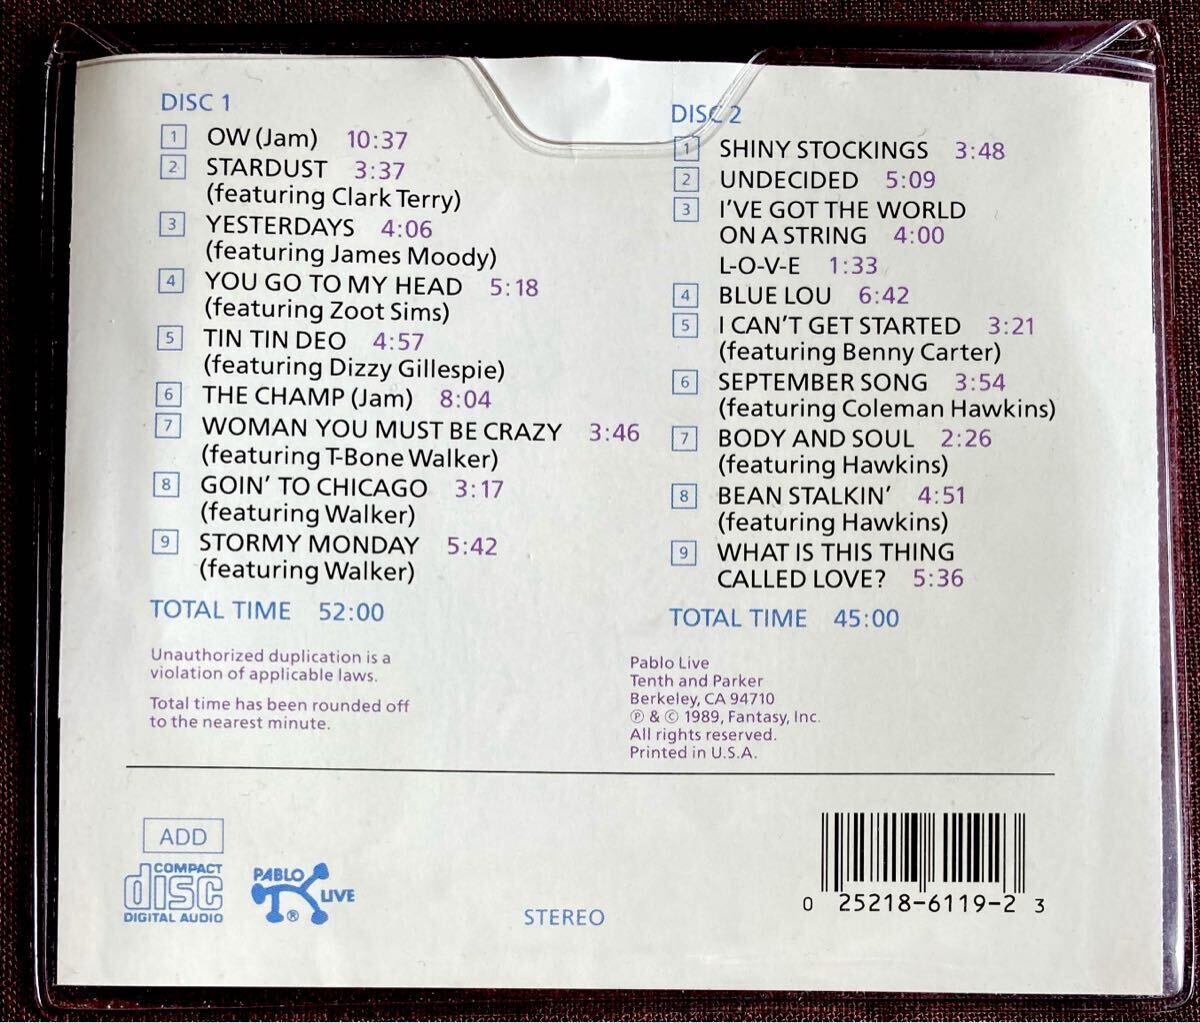 DISC 1
1 OW (Jam) 10:37
2 STARDUST 3:37
(featuring Clark Terry)
3 YESTERDAYS 4:06
(featuring James Moody)
4 YOU GO TO MY HEAD 5:18
(featuring Zoot Sims)
5 TIN TIN DEO 4:57
(featuring Dizzy Gillespie)
6 THE CHAMP (Jam) 8:04
7 WOMAN YOU MUST BE CRAZY 3:46
(featuring T-Bone Walker)
8 GOIN' TO CHICAGO 3:17
(featuring Walker)
9 STORMY MONDAY 5:42
(featuring Walker)
TOTAL TIME 52:00
Unauthorized duplication is a
violation of applicable laws.
Total time has been rounded off
to the nearest minute.
DISC 2
1 SHINY STOCKINGS 3:48
2 UNDECIDED 5:09
3 I'VE GOT THE WORLD
ON A STRING 4:00
L-O-V-E 1:33
4 BLUE LOU 6:42
5 I CAN'T GET STARTED 3:21
(featuring Benny Carter)
6 SEPTEMBER SONG 3:54
(featuring Coleman Hawkins)
7 BODY AND SOUL 2:26
(featuring Hawkins)
8 BEAN STALKIN' 4:51
(featuring Hawkins)
9 WHAT IS THIS THING
CALLED LOVE? 5:36
TOTAL TIME 45:00
Pablo Live
Tenth and Parker
Berkeley, CA 94710
℗ & © 1989, Fantasy, Inc.
All rights reserved.
Printed in U.S.A.
ADD
COMPACT
disc
DIGITAL AUDIO
PABLO
LIVE
®
STEREO
0 25218-6119-2 3